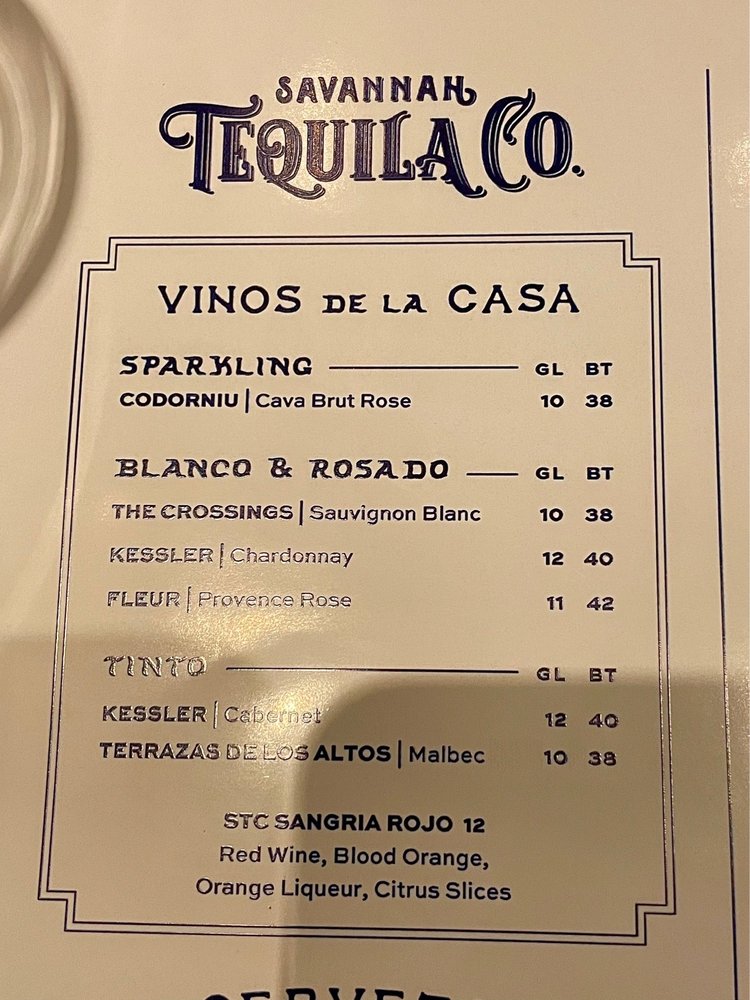 SAVANNAH
TEQUILA CO.
VINOS DE LA CASA
SPARKLING GL BT
CODORNIU | Cava Brut Rose 10 38
BLANCO & ROSADO GL BT
THE CROSSINGS | Sauvignon Blanc 10 38
KESSLER | Chardonnay 12 40
FLEUR | Provence Rose 11 42
TINTO GL BT
KESSLER | Cabernet 12 40
TERRAZAS DE LOS ALTOS | Malbec 10 38
STC SANGRIA ROJO 12
Red Wine, Blood Orange,
Orange Liqueur, Citrus Slices